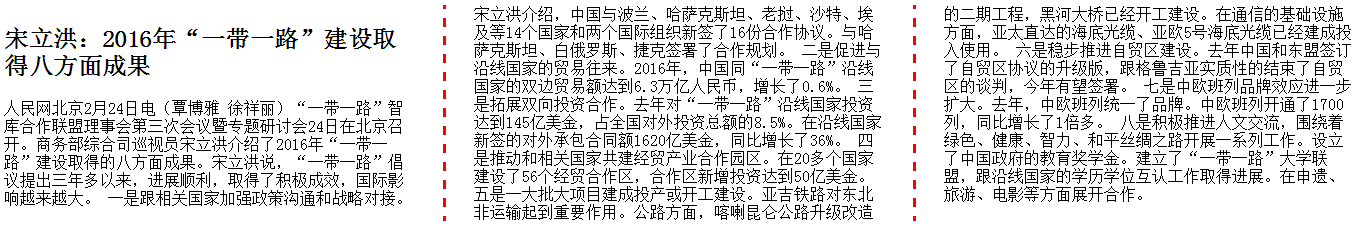 宋立洪：2016年“一带一路”建设取
得八方面成果
人民网北京2月24日电（覃博雅 徐祥丽）“一带一路”智
库合作联盟理事会第三次会议暨专题研讨会24日在北京召
开。商务部综合司巡视员宋立洪介绍了2016年“一带一
路”建设取得的八方面成果。宋立洪说，“一带一路”倡
议提出三年多以来，进展顺利，取得了积极成效，国际影
响越来越大。 一是跟相关国家加强政策沟通和战略对接。
宋立洪介绍，中国与波兰、哈萨克斯坦、老挝、沙特、埃
及等14个国家和两个国际组织新签了16份合作协议。与哈
萨克斯坦、白俄罗斯、捷克签署了合作规划。 二是促进与
沿线国家的贸易往来。2016年，中国同“一带一路”沿线
国家的双边贸易额达到6.3万亿人民币，增长了0.6%。 三
是拓展双向投资合作。去年对“一带一路”沿线国家投资
达到145亿美金，占全国对外投资总额的8.5%。在沿线国家
新签的对外承包合同额1620亿美金，同比增长了36%。 四
是推动和相关国家共建经贸产业合作园区。在20多个国家
建设了56个经贸合作区，合作区新增投资达到50亿美金。
五是一大批大项目建成投产或开工建设。亚吉铁路对东北
非运输起到重要作用。公路方面，喀喇昆仑公路升级改造
的二期工程，黑河大桥已经开工建设。在通信的基础设施
方面，亚太直达的海底光缆、亚欧5号海底光缆已经建成投
入使用。 六是稳步推进自贸区建设。去年中国和东盟签订
了自贸区协议的升级版，跟格鲁吉亚实质性的结束了自贸
区的谈判，今年有望签署。 七是中欧班列品牌效应进一步
扩大。去年，中欧班列统一了品牌。中欧班列开通了1700
列，同比增长了1倍多。 八是积极推进人文交流，围绕着
绿色、健康、智力、和平丝绸之路开展一系列工作。设立
了中国政府的教育奖学金。建立了“一带一路”大学联
盟，跟沿线国家的学历学位互认工作取得进展。在申遗、
旅游、电影等方面展开合作。